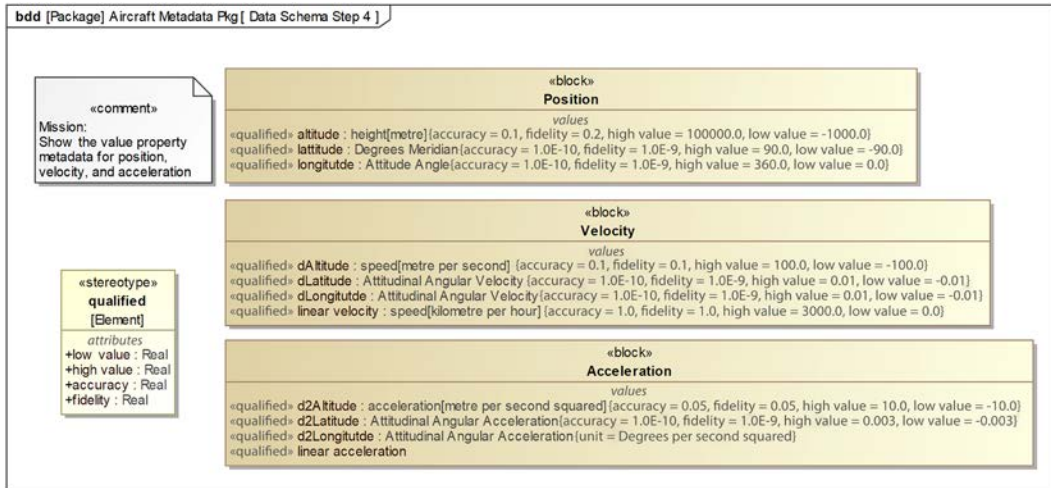 bdd [Package] Aircraft Metadata Pkg [ Data Schema Step 4 ]
«comment»
Mission:
Show the value property
metadata for position,
velocity, and acceleration
«block»
Position
values
«qualified» altitude : height[metre]{accuracy = 0.1, fidelity = 0.2, high value = 100000.0, low value = -1000.0}
«qualified» lattitude : Degrees Meridian{accuracy = 1.0E-10, fidelity = 1.0E-9, high value = 90.0, low value = -90.0}
«qualified» longitutde : Attitude Angle{accuracy = 1.0E-10, fidelity = 1.0E-9, high value = 360.0, low value = 0.0}
«block»
Velocity
values
«qualified» dAltitude : speed[metre per second] {accuracy = 0.1, fidelity = 0.1, high value = 100.0, low value = -100.0}
«qualified» dLatitude : Attitudinal Angular Velocity{accuracy = 1.0E-10, fidelity = 1.0E-9, high value = 0.01, low value = -0.01}
«qualified» dLongitutde : Attitudinal Angular Velocity{accuracy = 1.0E-10, fidelity = 1.0E-9, high value = 0.01, low value = -0.01}
«qualified» linear velocity : speed[kilometre per hour]{accuracy = 1.0, fidelity = 1.0, high value = 3000.0, low value = 0.0}
«stereotype»
qualified
[Element]
attributes
+low value : Real
+high value : Real
+accuracy : Real
+fidelity : Real
«block»
Acceleration
values
«qualified» d2Altitude : acceleration[metre per second squared]{accuracy = 0.05, fidelity = 0.05, high value = 10.0, low value = -10.0}
«qualified» d2Latitude : Attitudinal Angular Acceleration{accuracy = 1.0E-10, fidelity = 1.0E-9, high value = 0.003, low value = -0.003}
«qualified» d2Longitutde : Attitudinal Angular Acceleration{unit = Degrees per second squared}
«qualified» linear acceleration